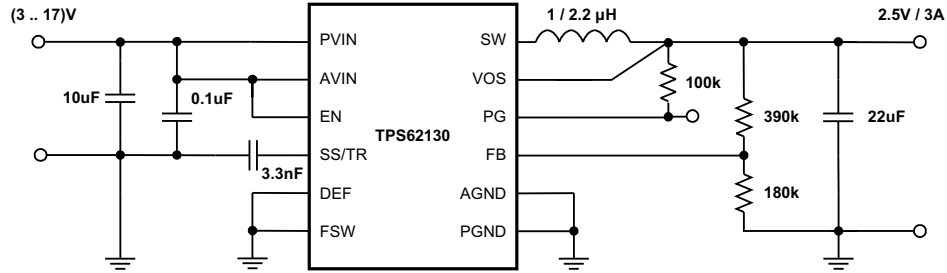 (3 .. 17)V
1 / 2.2 µH
2.5V / 3A
PVIN
SW
AVIN
VOS
10uF
0.1uF
100k
EN
PG
390k
22uF
TPS62130
SS/TR
FB
3.3nF
DEF
AGND
180k
FSW
PGND